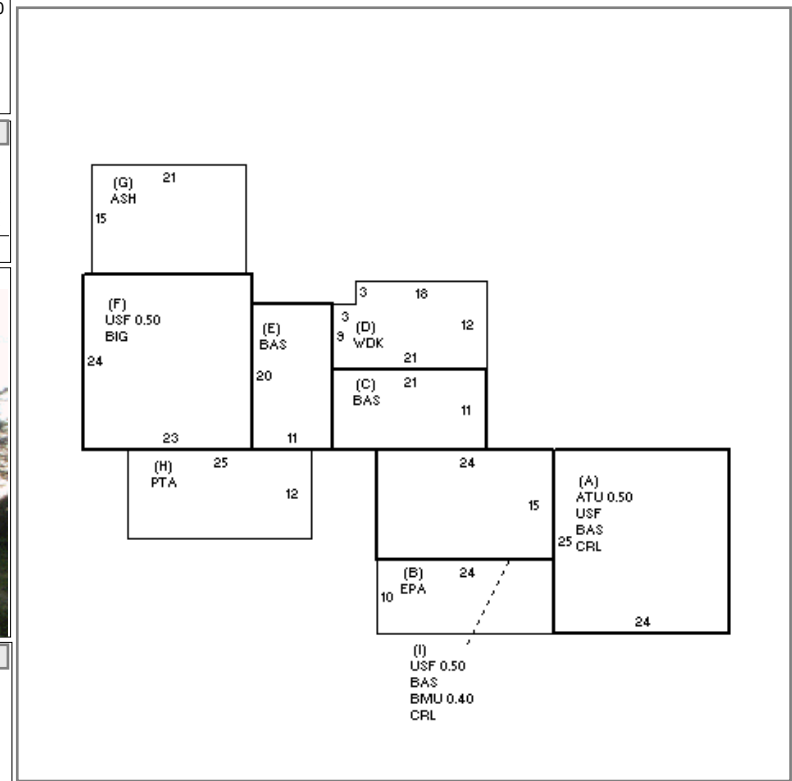 21
(G)
ASH
15
3
18
(F)
USF 0.50
BIG
3
(E)
BAS
9
(D)
WDK
12
24
21
20
(C)
BAS
21
11
23
11
(H)
PTA
25
12
24
15
(A)
ATU 0.50
USF
BAS
CRL
25
(B)
EPA
24
10
24
(I)
USF 0.50
BAS
BMU 0.40
CRL